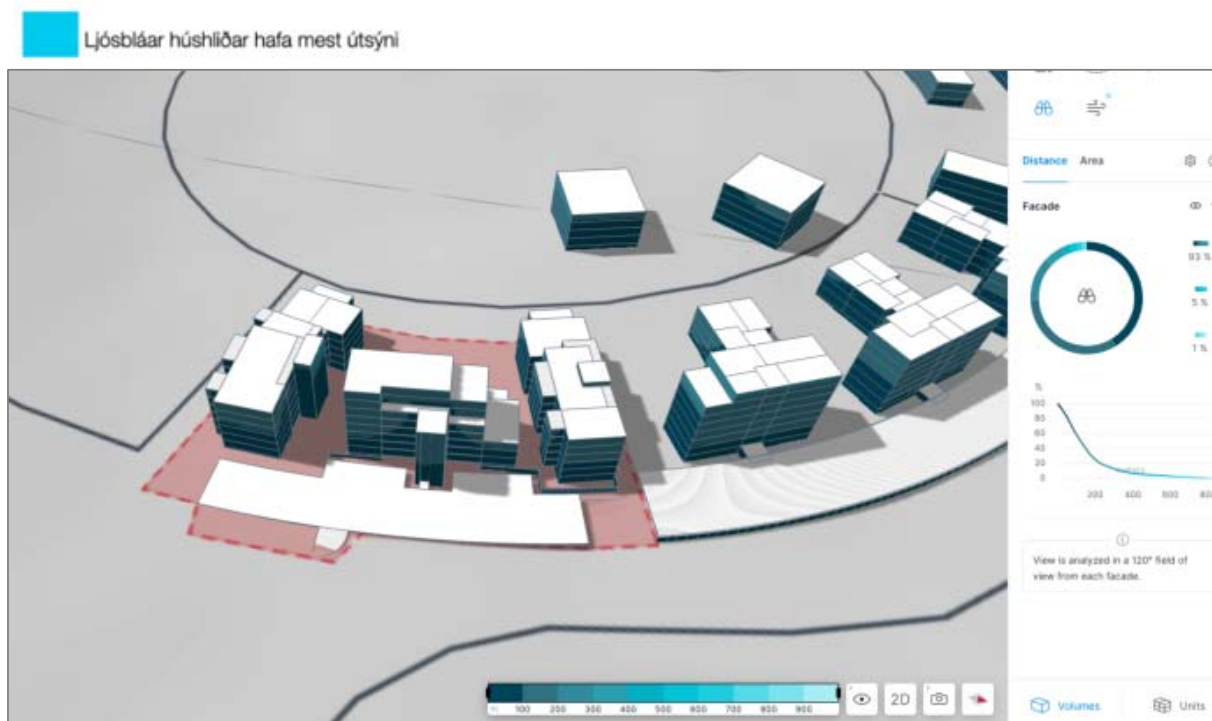 Ljósbláar húshliðar hafa mest útsýni
Distance Area
Facade
93 %
5 %
1 %
%
100
80
60
40
20
0
200 400 600
View is analyzed in a 120° field of
view from each facade.
100 200 300 400 500 600 700 800 900
2D
Volumes Units